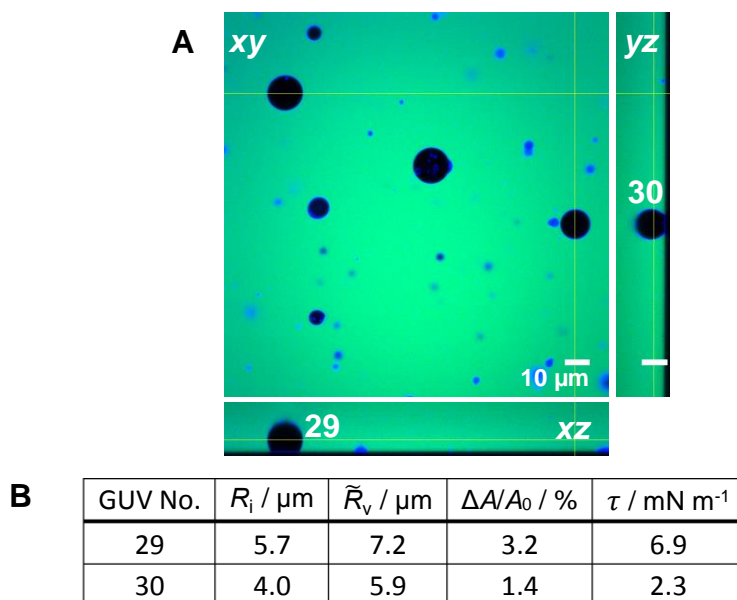 A
xy
yz
30
10 µm
29
xz
B
GUV No. Rᵢ / µm R̃ᵥ / µm ΔA/A₀ / % τ / mN m⁻¹
29 5.7 7.2 3.2 6.9
30 4.0 5.9 1.4 2.3